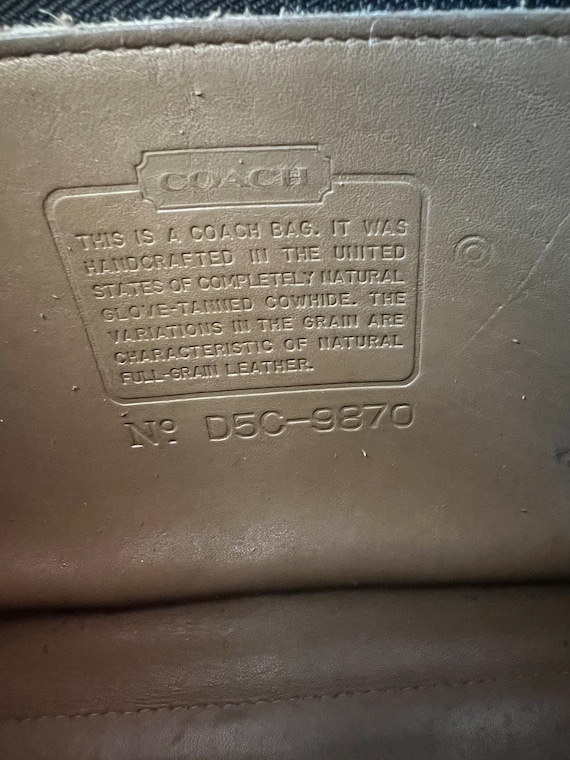 COACH
THIS IS A COACH BAG. IT WAS
HANDCRAFTED IN THE UNITED
STATES OF COMPLETELY NATURAL
GLOVE-TANNED COWHIDE. THE
VARIATIONS IN THE GRAIN ARE
CHARACTERISTIC OF NATURAL
FULL-GRAIN LEATHER.
Nº D5C-9870